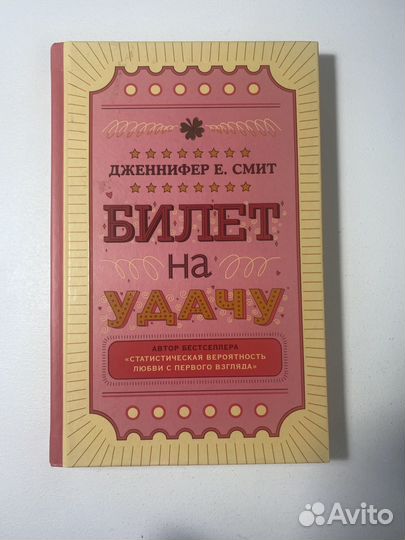 ДЖЕННИФЕР Е. СМИТ
БИЛЕТ
на
УДАЧУ
АВТОР БЕСТСЕЛЛЕРА
«СТАТИСТИЧЕСКАЯ ВЕРОЯТНОСТЬ
ЛЮБВИ С ПЕРВОГО ВЗГЛЯДА»
Avito